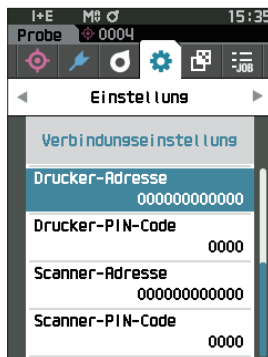 I+E M0 15:35
Probe 0004
-JOB
Einstellung
Verbindungseinstellung
Drucker-Adresse
000000000000
Drucker-PIN-Code
0000
Scanner-Adresse
000000000000
Scanner-PIN-Code
0000